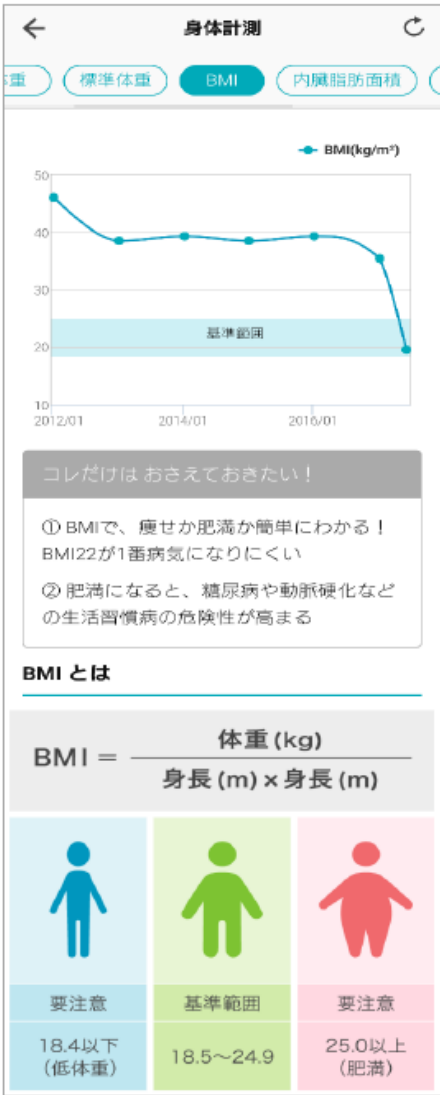 身体計測
重
標準体重
BMI
内臓脂肪面積
BMI(kg/m²)
50
40
30
基準範囲
20
10
2012/01
2014/01
2016/01
コレだけは おさえておきたい！
① BMIで、痩せか肥満か簡単にわかる！
BMI22が1番病気になりにくい
② 肥満になると、糖尿病や動脈硬化など
の生活習慣病の危険性が高まる
BMI とは
BMI = 体重 (kg)
身長 (m) × 身長 (m)
要注意
基準範囲
要注意
18.4以下
（低体重）
18.5〜24.9
25.0以上
（肥満）